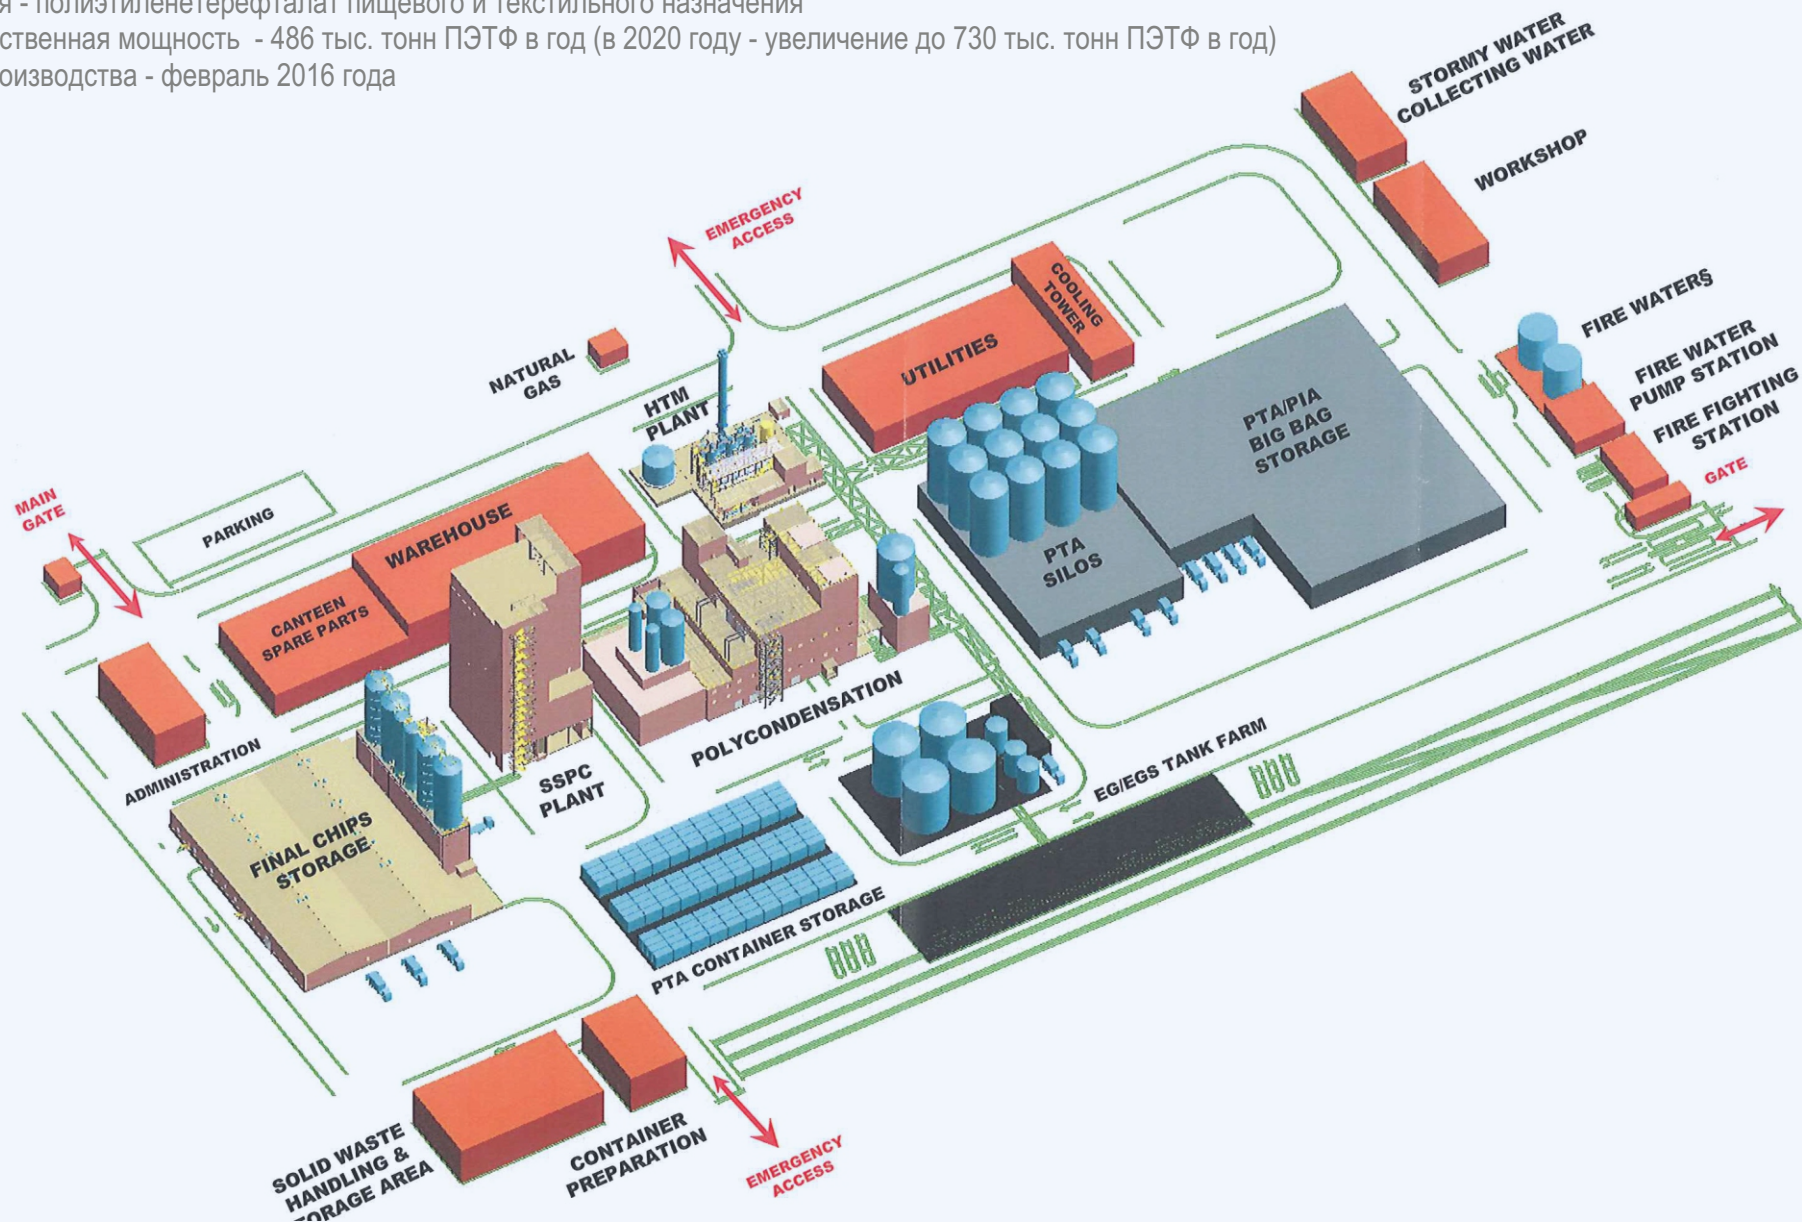 я - полиэтиленетерефталат пищевого и текстильного назначения
ственная мощность - 486 тыс. тонн ПЭТФ в год (в 2020 году - увеличение до 730 тыс. тонн ПЭТФ в год)
оизводства - февраль 2016 года
STORMY WATER
COLLECTING WATER
WORKSHOP
EMERGENCY
ACCESS
COOLING
TOWER
UTILITIES
FIRE WATERS
FIRE WATER
PUMP STATION
FIRE FIGHTING
STATION
GATE
NATURAL
GAS
HTM
PLANT
PTA/PIA
BIG BAG
STORAGE
MAIN
GATE
PARKING
WAREHOUSE
CANTEEN
SPARE PARTS
PTA
SILOS
POLYCONDENSATION
ADMINISTRATION
SSPC
PLANT
EG/EGS TANK FARM
FINAL CHIPS
STORAGE
PTA CONTAINER STORAGE
SOLID WASTE
HANDLING &
TORAGE AREA
CONTAINER
PREPARATION
EMERGENCY
ACCESS